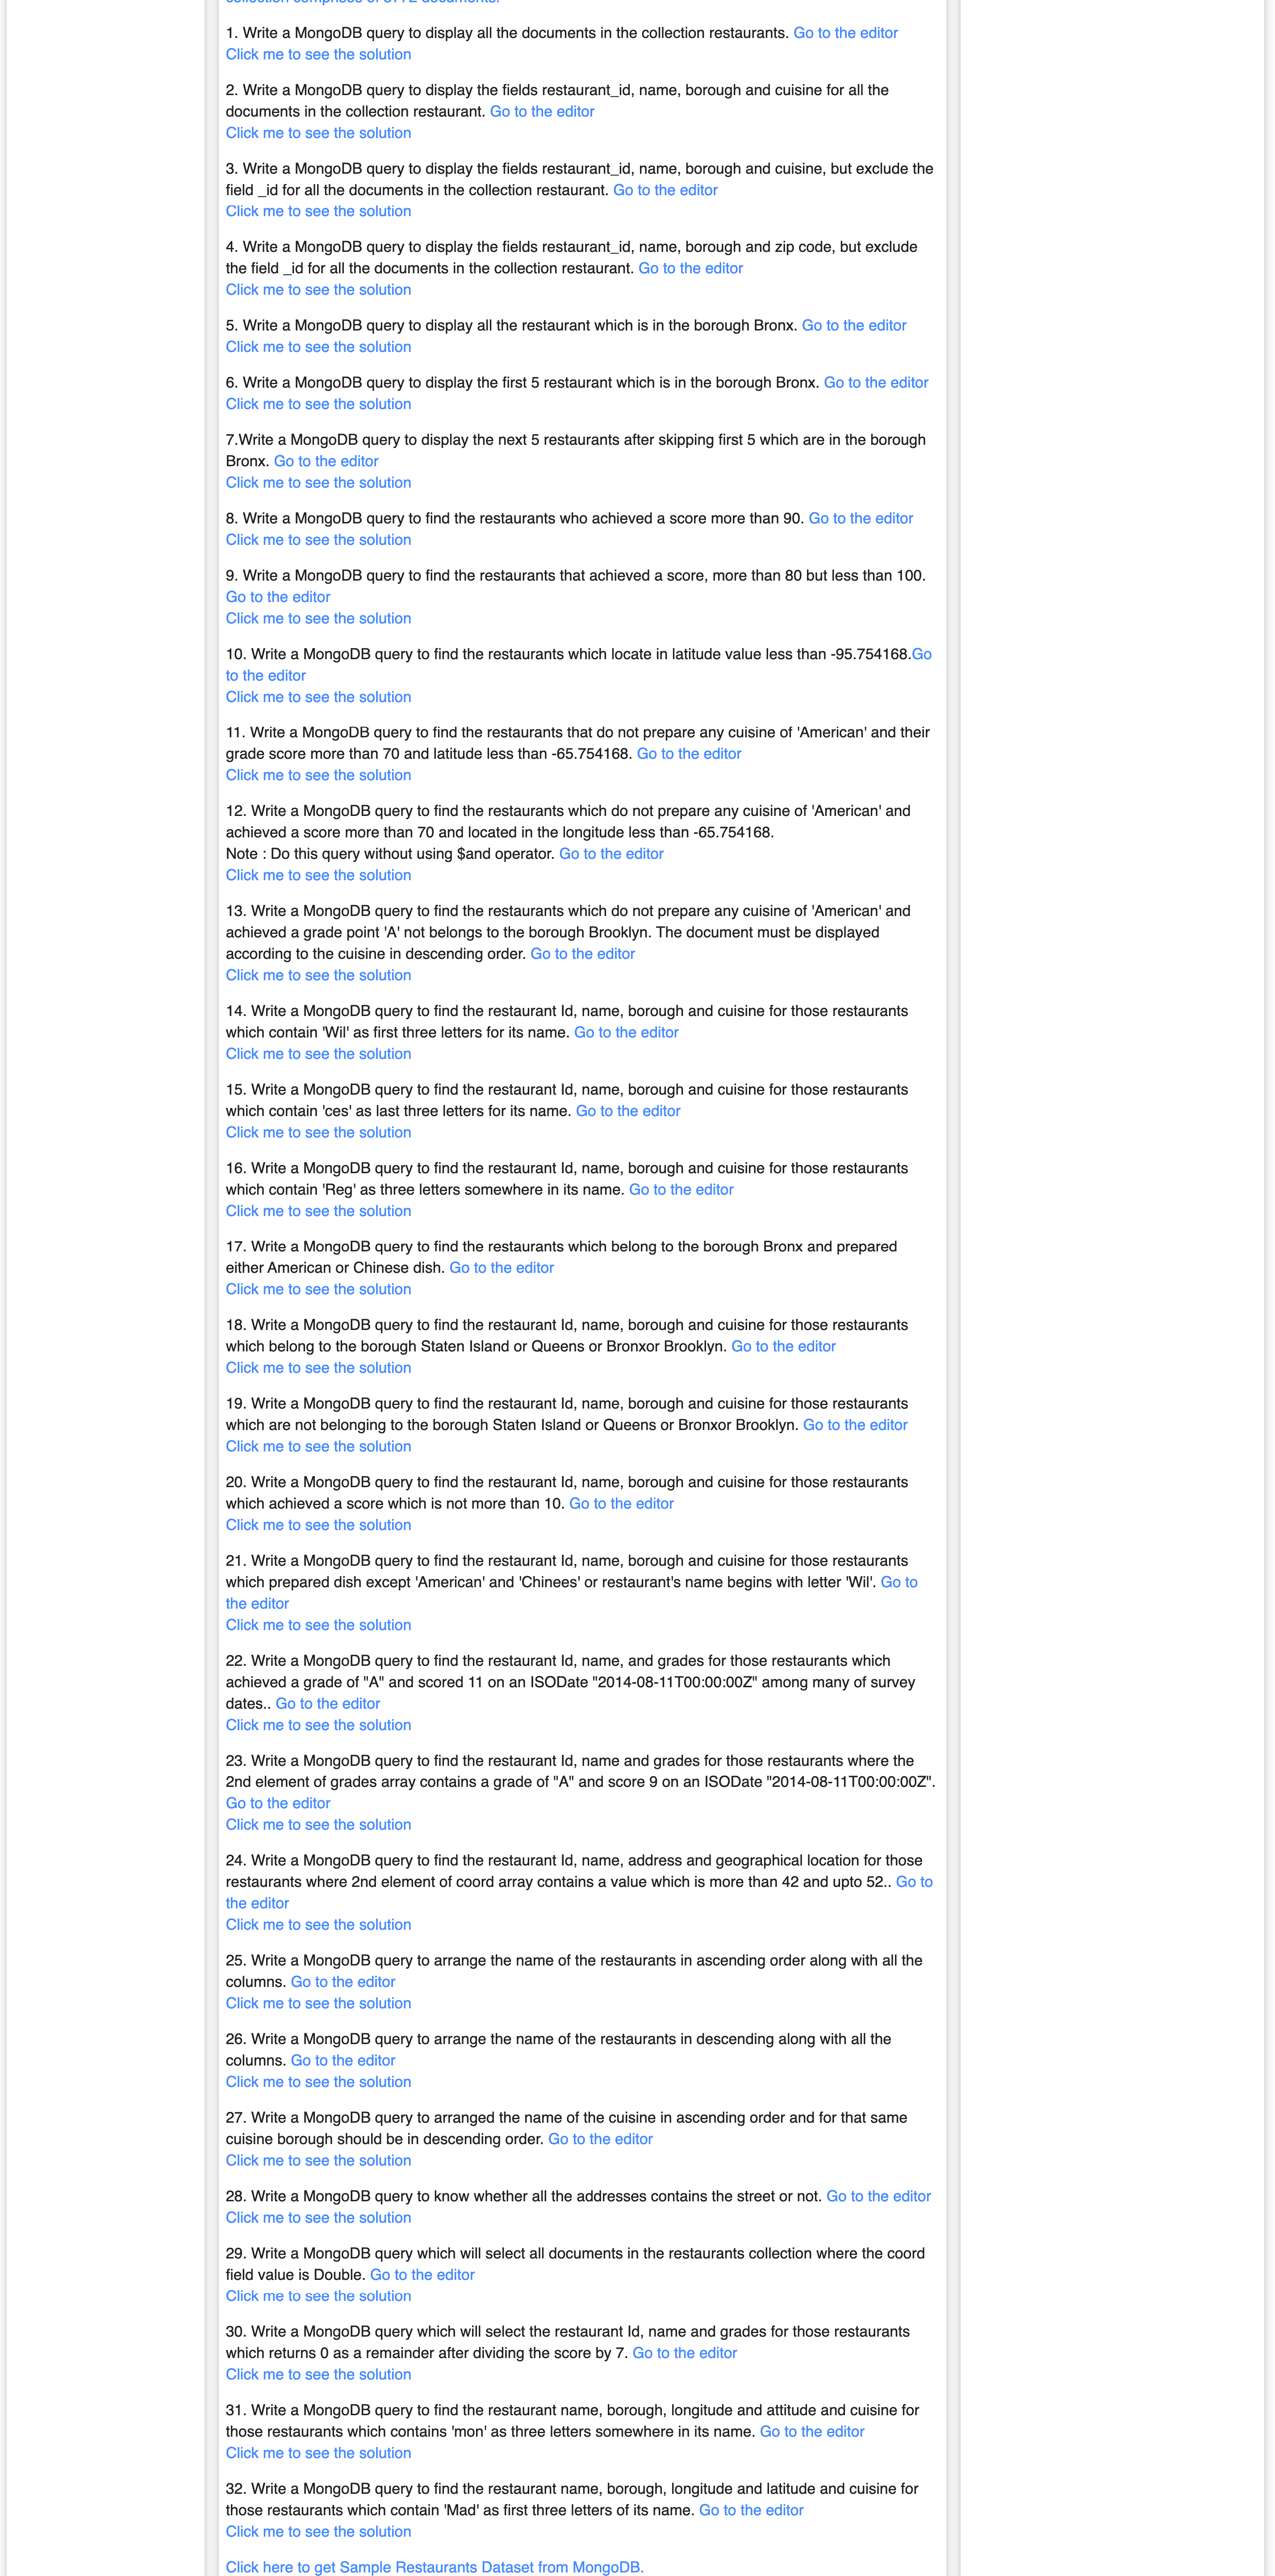 collection comprises of 3772 documents.
1. Write a MongoDB query to display all the documents in the collection restaurants. Go to the editor
Click me to see the solution
2. Write a MongoDB query to display the fields restaurant_id, name, borough and cuisine for all the
documents in the collection restaurant. Go to the editor
Click me to see the solution
3. Write a MongoDB query to display the fields restaurant_id, name, borough and cuisine, but exclude the
field _id for all the documents in the collection restaurant. Go to the editor
Click me to see the solution
4. Write a MongoDB query to display the fields restaurant_id, name, borough and zip code, but exclude
the field _id for all the documents in the collection restaurant. Go to the editor
Click me to see the solution
5. Write a MongoDB query to display all the restaurant which is in the borough Bronx. Go to the editor
Click me to see the solution
6. Write a MongoDB query to display the first 5 restaurant which is in the borough Bronx. Go to the editor
Click me to see the solution
7.Write a MongoDB query to display the next 5 restaurants after skipping first 5 which are in the borough
Bronx. Go to the editor
Click me to see the solution
8. Write a MongoDB query to find the restaurants who achieved a score more than 90. Go to the editor
Click me to see the solution
9. Write a MongoDB query to find the restaurants that achieved a score, more than 80 but less than 100.
Go to the editor
Click me to see the solution
10. Write a MongoDB query to find the restaurants which locate in latitude value less than -95.754168.Go
to the editor
Click me to see the solution
11. Write a MongoDB query to find the restaurants that do not prepare any cuisine of 'American' and their
grade score more than 70 and latitude less than -65.754168. Go to the editor
Click me to see the solution
12. Write a MongoDB query to find the restaurants which do not prepare any cuisine of 'American' and
achieved a score more than 70 and located in the longitude less than -65.754168.
Note : Do this query without using $and operator. Go to the editor
Click me to see the solution
13. Write a MongoDB query to find the restaurants which do not prepare any cuisine of 'American' and
achieved a grade point 'A' not belongs to the borough Brooklyn. The document must be displayed
according to the cuisine in descending order. Go to the editor
Click me to see the solution
14. Write a MongoDB query to find the restaurant Id, name, borough and cuisine for those restaurants
which contain 'Wil' as first three letters for its name. Go to the editor
Click me to see the solution
15. Write a MongoDB query to find the restaurant Id, name, borough and cuisine for those restaurants
which contain 'ces' as last three letters for its name. Go to the editor
Click me to see the solution
16. Write a MongoDB query to find the restaurant Id, name, borough and cuisine for those restaurants
which contain 'Reg' as three letters somewhere in its name. Go to the editor
Click me to see the solution
17. Write a MongoDB query to find the restaurants which belong to the borough Bronx and prepared
either American or Chinese dish. Go to the editor
Click me to see the solution
18. Write a MongoDB query to find the restaurant Id, name, borough and cuisine for those restaurants
which belong to the borough Staten Island or Queens or Bronxor Brooklyn. Go to the editor
Click me to see the solution
19. Write a MongoDB query to find the restaurant Id, name, borough and cuisine for those restaurants
which are not belonging to the borough Staten Island or Queens or Bronxor Brooklyn. Go to the editor
Click me to see the solution
20. Write a MongoDB query to find the restaurant Id, name, borough and cuisine for those restaurants
which achieved a score which is not more than 10. Go to the editor
Click me to see the solution
21. Write a MongoDB query to find the restaurant Id, name, borough and cuisine for those restaurants
which prepared dish except 'American' and 'Chinees' or restaurant's name begins with letter 'Wil'. Go to
the editor
Click me to see the solution
22. Write a MongoDB query to find the restaurant Id, name, and grades for those restaurants which
achieved a grade of "A" and scored 11 on an ISODate "2014-08-11T00:00:00Z" among many of survey
dates.. Go to the editor
Click me to see the solution
23. Write a MongoDB query to find the restaurant Id, name and grades for those restaurants where the
2nd element of grades array contains a grade of "A" and score 9 on an ISODate "2014-08-11T00:00:00Z".
Go to the editor
Click me to see the solution
24. Write a MongoDB query to find the restaurant Id, name, address and geographical location for those
restaurants where 2nd element of coord array contains a value which is more than 42 and upto 52.. Go to
the editor
Click me to see the solution
25. Write a MongoDB query to arrange the name of the restaurants in ascending order along with all the
columns. Go to the editor
Click me to see the solution
26. Write a MongoDB query to arrange the name of the restaurants in descending along with all the
columns. Go to the editor
Click me to see the solution
27. Write a MongoDB query to arranged the name of the cuisine in ascending order and for that same
cuisine borough should be in descending order. Go to the editor
Click me to see the solution
28. Write a MongoDB query to know whether all the addresses contains the street or not. Go to the editor
Click me to see the solution
29. Write a MongoDB query which will select all documents in the restaurants collection where the coord
field value is Double. Go to the editor
Click me to see the solution
30. Write a MongoDB query which will select the restaurant Id, name and grades for those restaurants
which returns 0 as a remainder after dividing the score by 7. Go to the editor
Click me to see the solution
31. Write a MongoDB query to find the restaurant name, borough, longitude and attitude and cuisine for
those restaurants which contains 'mon' as three letters somewhere in its name. Go to the editor
Click me to see the solution
32. Write a MongoDB query to find the restaurant name, borough, longitude and latitude and cuisine for
those restaurants which contain 'Mad' as first three letters of its name. Go to the editor
Click me to see the solution
Click here to get Sample Restaurants Dataset from MongoDB.